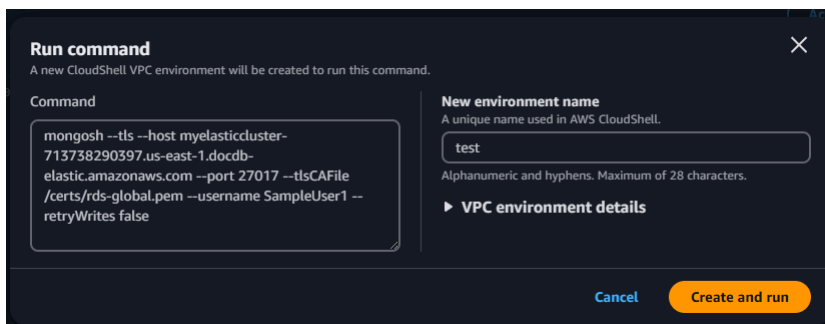 Run command
A new CloudShell VPC environment will be created to run this command.
Command
mongosh --tls --host myelasticcluster-
713738290397.us-east-1.docdb-
elastic.amazonaws.com --port 27017 --tlsCAFile
/certs/rds-global.pem --username SampleUser1 --
retryWrites false
New environment name
A unique name used in AWS CloudShell.
test
Alphanumeric and hyphens. Maximum of 28 characters.
VPC environment details
Cancel
Create and run